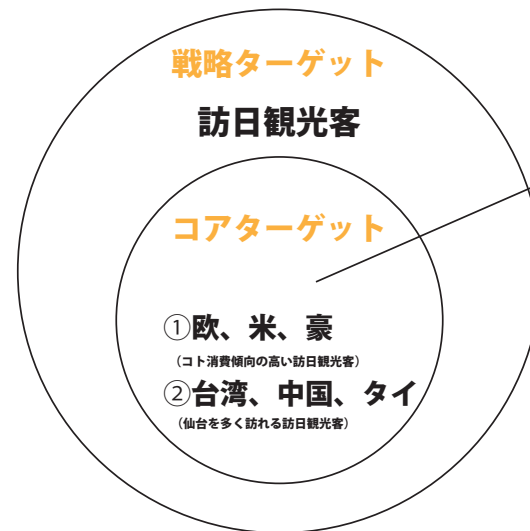 戦略ターゲット
訪日観光客
コアターゲット
①欧、米、豪
（コト消費傾向の高い訪日観光客）
②台湾、中国、タイ
（仙台を多く訪れる訪日観光客）